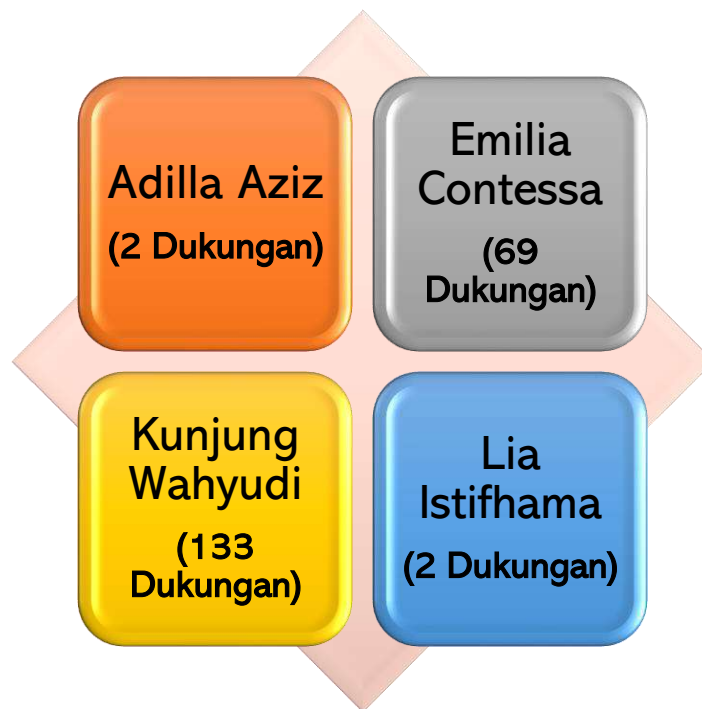 Adilla Aziz
(2 Dukungan)
Emilia
Contessa
(69
Dukungan)
Kunjung
Wahyudi
(133
Dukungan)
Lia
Istifhama
(2 Dukungan)